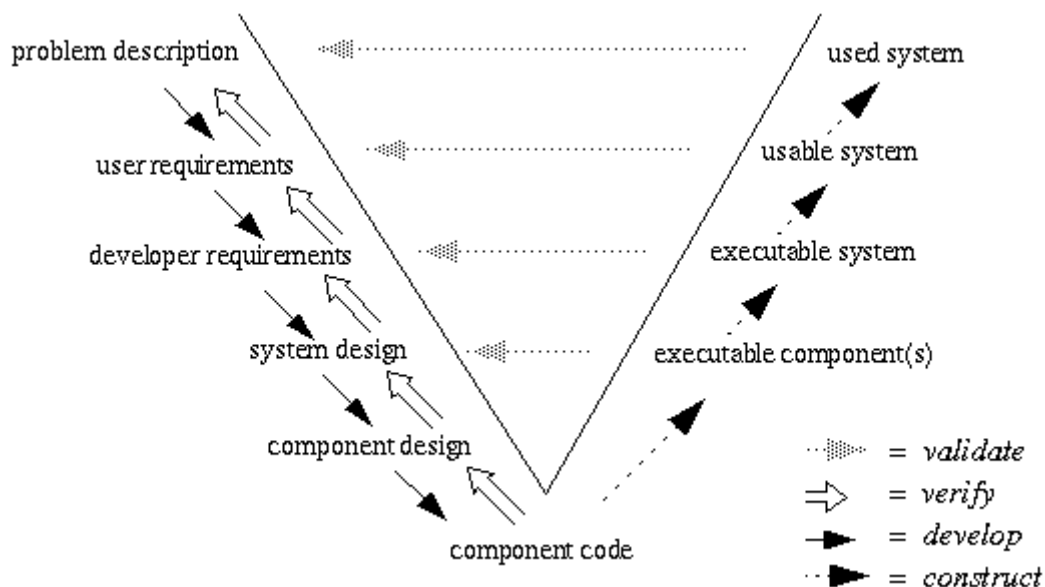 problem description
used system
user requirements
usable system
developer requirements
executable system
system design
executable component(s)
component design
component code
= validate
= verify
= develop
= construct